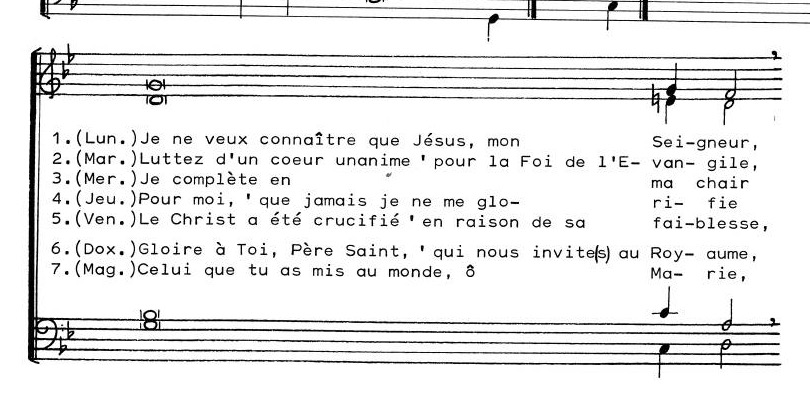 1.(Lun.)Je ne veux connaître que Jésus, mon Sei-gneur,
2.(Mar.)Luttez d'un coeur unanime ' pour la Foi de l'E- van- gile,
3.(Mer.)Je complète en ma chair
4.(Jeu.)Pour moi, ' que jamais je ne me glo- ri- fie
5.(Ven.)Le Christ a été crucifié ' en raison de sa fai-blesse,
6.(Dox.)Gloire à Toi, Père Saint, ' qui nous invite(s) au Roy- aume,
7.(Mag.)Celui que tu as mis au monde, ô Ma- rie,